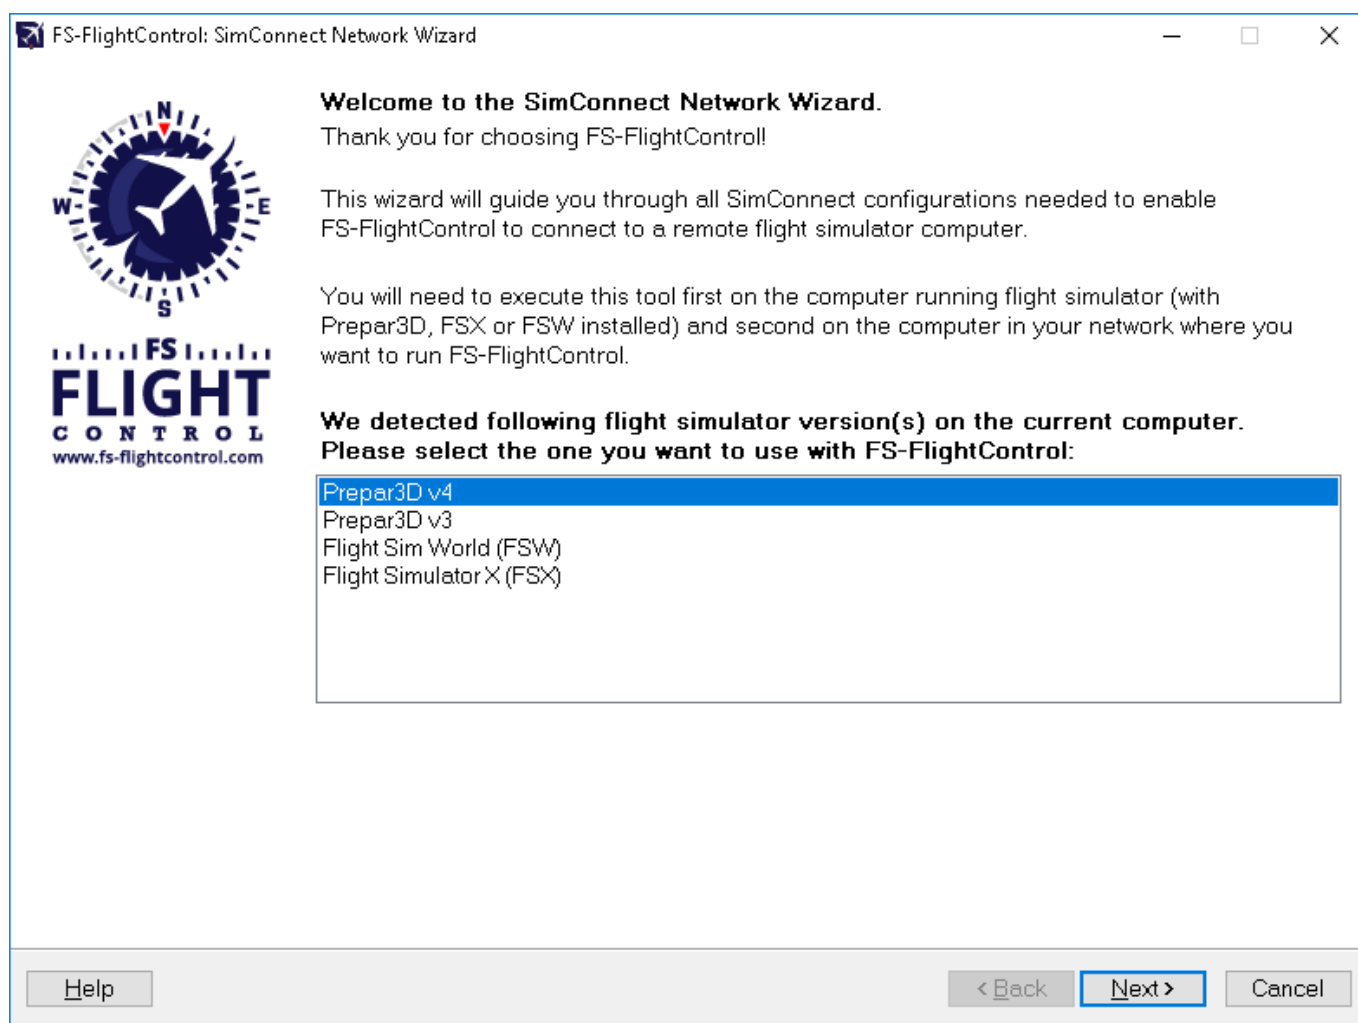 FS-FlightControl: SimConnect Network Wizard
N
W
E
S
FS
FLIGHT
CONTROL
www.fs-flightcontrol.com
Welcome to the SimConnect Network Wizard.
Thank you for choosing FS-FlightControl!
This wizard will guide you through all SimConnect configurations needed to enable
FS-FlightControl to connect to a remote flight simulator computer.
You will need to execute this tool first on the computer running flight simulator (with
Prepar3D, FSX or FSW installed) and second on the computer in your network where you
want to run FS-FlightControl.
We detected following flight simulator version(s) on the current computer.
Please select the one you want to use with FS-FlightControl:
Prepar3D v4
Prepar3D v3
Flight Sim World (FSW)
Flight Simulator X (FSX)
Help
< Back
Next >
Cancel